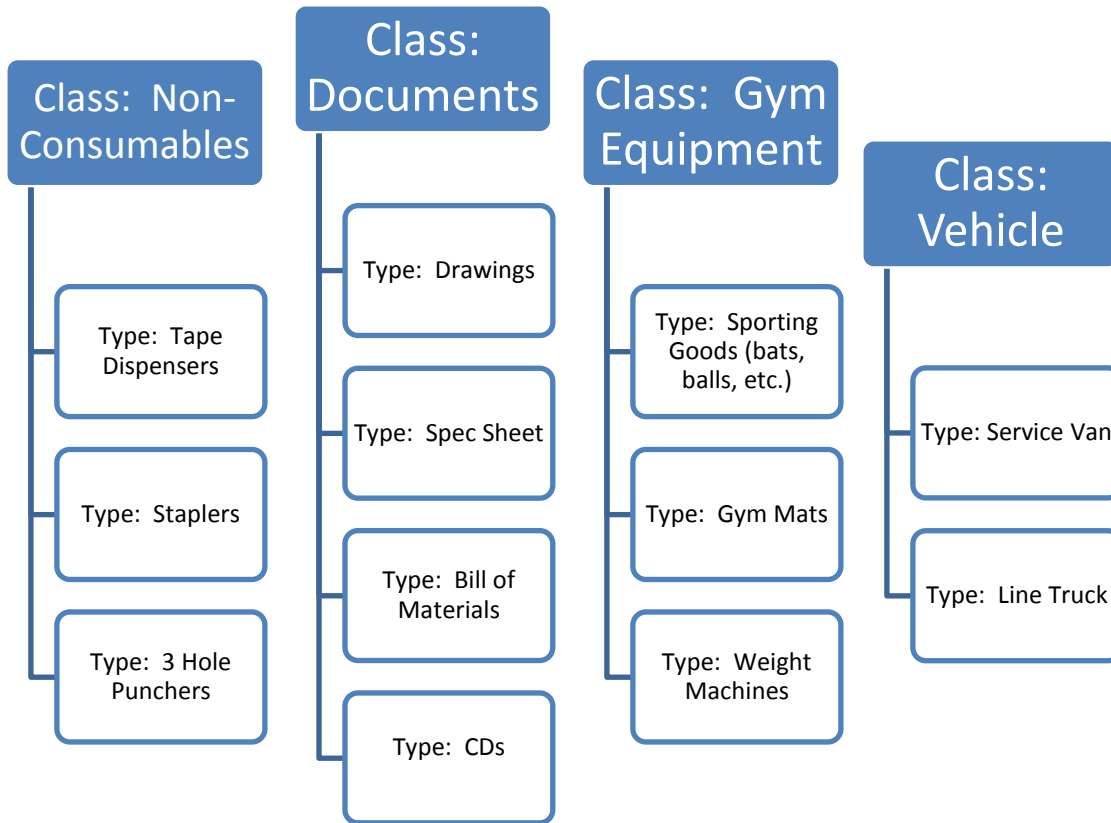 Class: Non-
Consumables
Type: Tape
Dispensers
Type: Staplers
Type: 3 Hole
Punchers
Class:
Documents
Type: Drawings
Type: Spec Sheet
Type: Bill of
Materials
Type: CDs
Class: Gym
Equipment
Type: Sporting
Goods (bats,
balls, etc.)
Type: Gym Mats
Type: Weight
Machines
Class:
Vehicle
Type: Service Van
Type: Line Truck